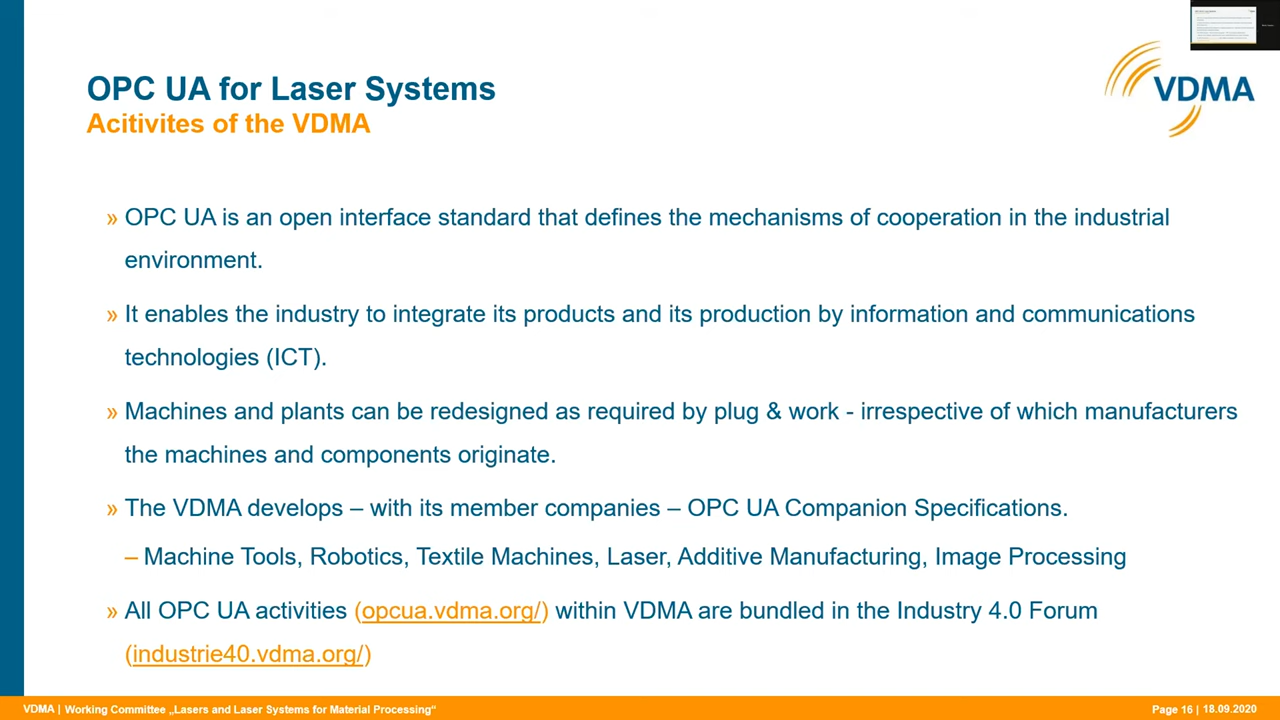 OPC UA for Laser Systems
Acitivites of the VDMA
VDMA
» OPC UA is an open interface standard that defines the mechanisms of cooperation in the industrial
environment.
» It enables the industry to integrate its products and its production by information and communications
technologies (ICT).
» Machines and plants can be redesigned as required by plug & work - irrespective of which manufacturers
the machines and components originate.
» The VDMA develops – with its member companies – OPC UA Companion Specifications.
– Machine Tools, Robotics, Textile Machines, Laser, Additive Manufacturing, Image Processing
» All OPC UA activities (opcua.vdma.org/) within VDMA are bundled in the Industry 4.0 Forum
(industrie40.vdma.org/)
VDMA | Working Committee „Lasers and Laser Systems for Material Processing“
Page 16 | 18.09.2020